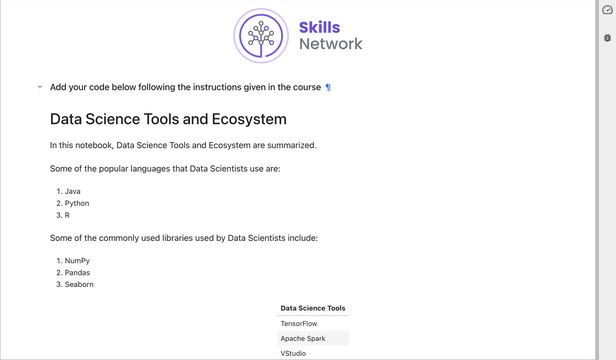 Skills
Network
Add your code below following the instructions given in the course ¶
Data Science Tools and Ecosystem
In this notebook, Data Science Tools and Ecosystem are summarized.
Some of the popular languages that Data Scientists use are:
1. Java
2. Python
3. R
Some of the commonly used libraries used by Data Scientists include:
1. NumPy
2. Pandas
3. Seaborn
Data Science Tools
TensorFlow
Apache Spark
VStudio